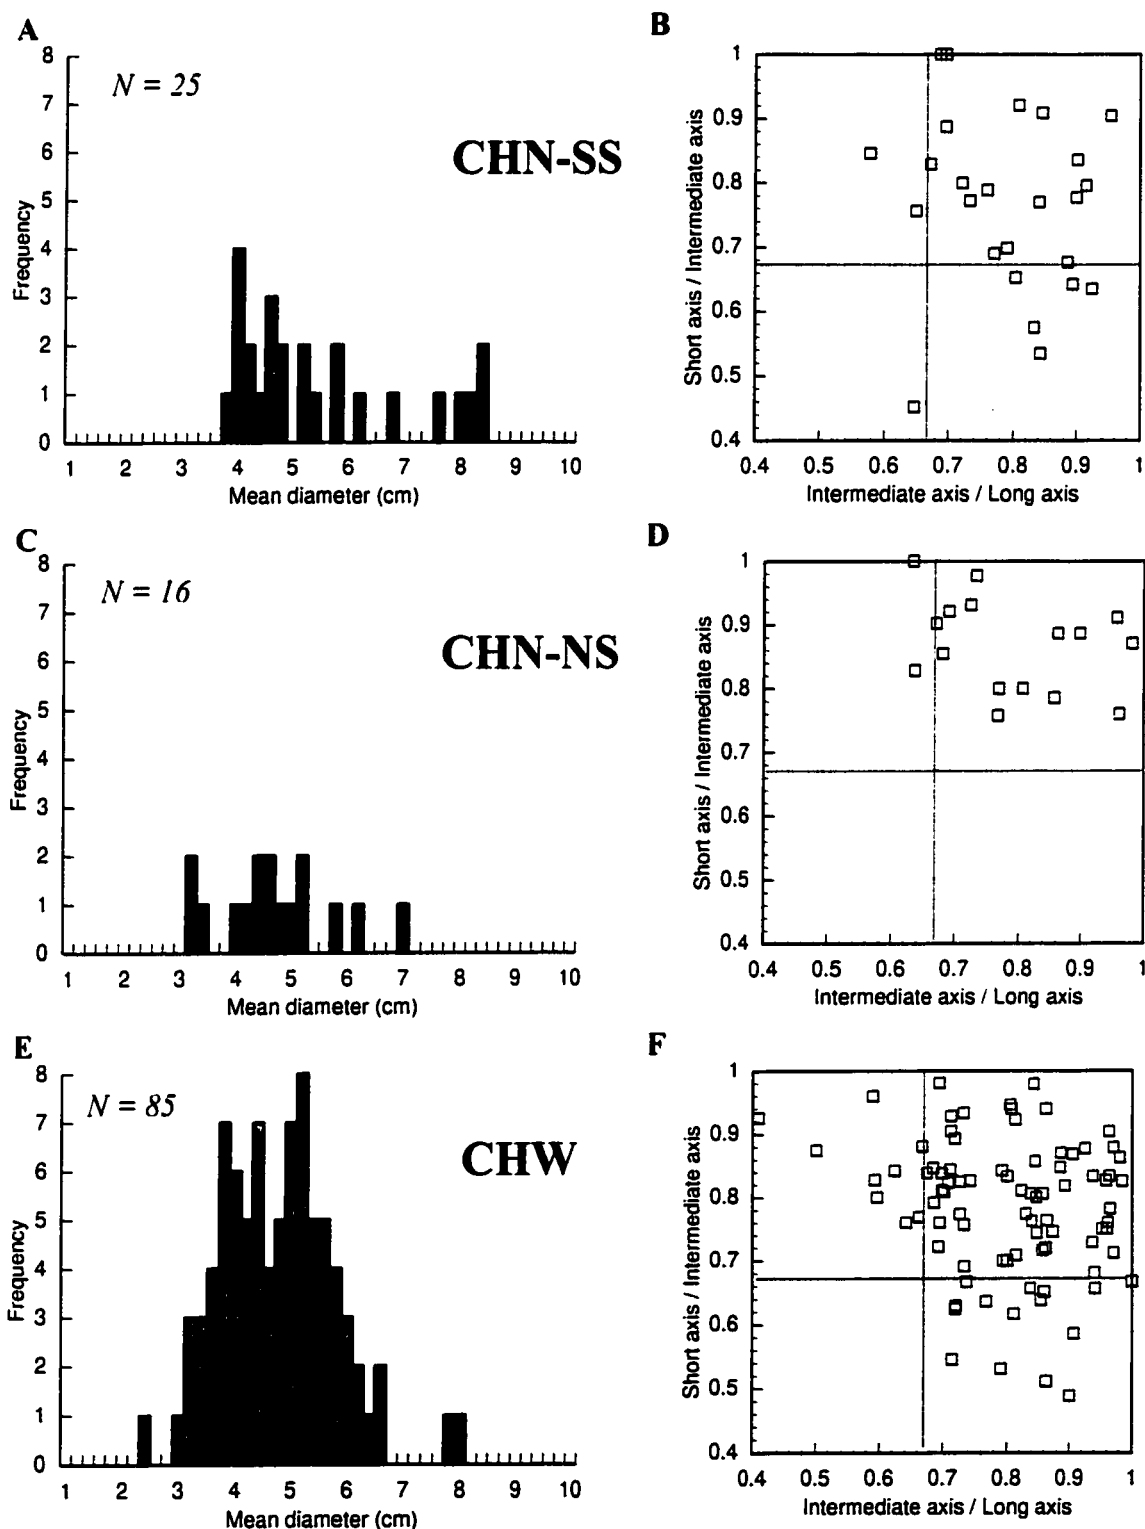 A
N = 25
CHN-SS
Frequency
8
7
6
5
4
3
2
1
0
1 2 3 4 5 6 7 8 9 10
Mean diameter (cm)
B
Short axis / Intermediate axis
1
0.9
0.8
0.7
0.6
0.5
0.4
0.4 0.5 0.6 0.7 0.8 0.9 1
Intermediate axis / Long axis
C
N = 16
CHN-NS
Frequency
8
7
6
5
4
3
2
1
0
1 2 3 4 5 6 7 8 9 10
Mean diameter (cm)
D
Short axis / Intermediate axis
1
0.9
0.8
0.7
0.6
0.5
0.4
0.4 0.5 0.6 0.7 0.8 0.9 1
Intermediate axis / Long axis
E
N = 85
CHW
Frequency
8
7
6
5
4
3
2
1
0
1 2 3 4 5 6 7 8 9 10
Mean diameter (cm)
F
Short axis / Intermediate axis
1
0.9
0.8
0.7
0.6
0.5
0.4
0.4 0.5 0.6 0.7 0.8 0.9 1
Intermediate axis / Long axis